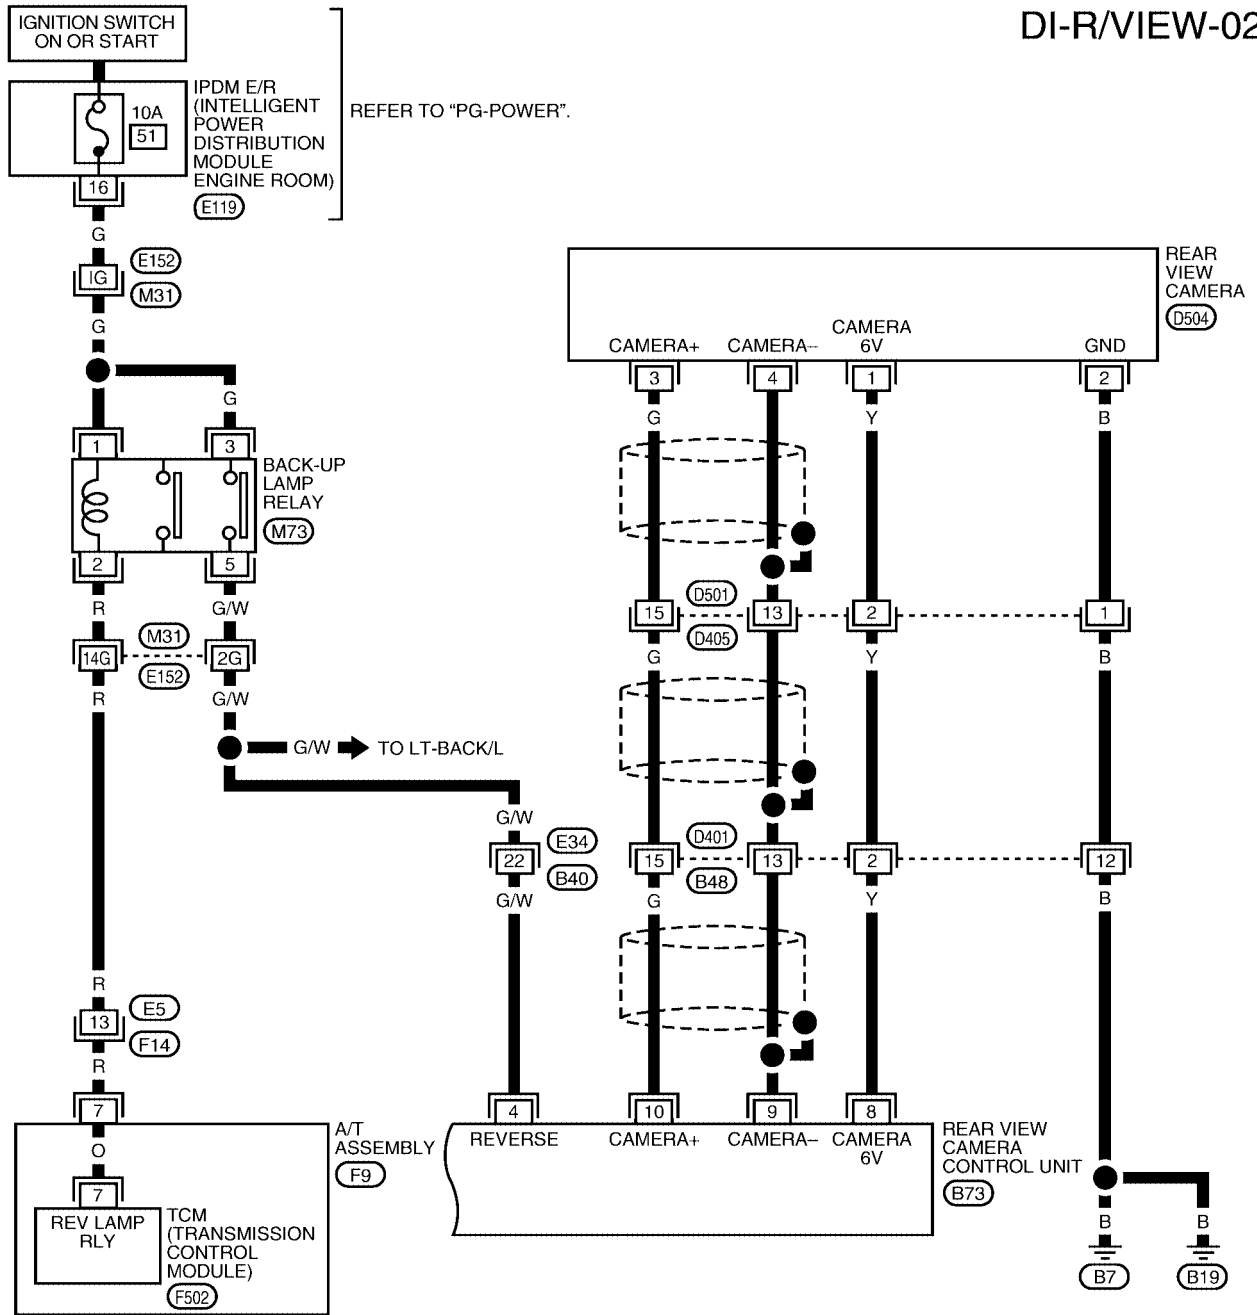 DI-R/VIEW-02
IGNITION SWITCH
ON OR START
IPDM E/R
(INTELLIGENT
POWER
DISTRIBUTION
MODULE
ENGINE ROOM)
E119
10A
51
REFER TO "PG-POWER".
16
G
IG
E152
M31
G
G
1
3
BACK-UP
LAMP
RELAY
M73
2
5
R
G/W
14G
M31
E152
2G
R
G/W
G/W
TO LT-BACK/L
G/W
22
E34
B40
G/W
R
13
E5
F14
R
7
A/T
ASSEMBLY
F9
O
7
REV LAMP
RLY
TCM
(TRANSMISSION
CONTROL
MODULE)
F502
REAR
VIEW
CAMERA
D504
CAMERA+
CAMERA–
CAMERA
6V
GND
3
4
1
2
G
Y
B
15
D501
D405
13
2
1
G
Y
B
15
D401
B48
13
2
12
G
Y
B
4
10
9
8
REVERSE
CAMERA+
CAMERA–
CAMERA
6V
REAR VIEW
CAMERA
CONTROL UNIT
B73
B
B
B7
B19